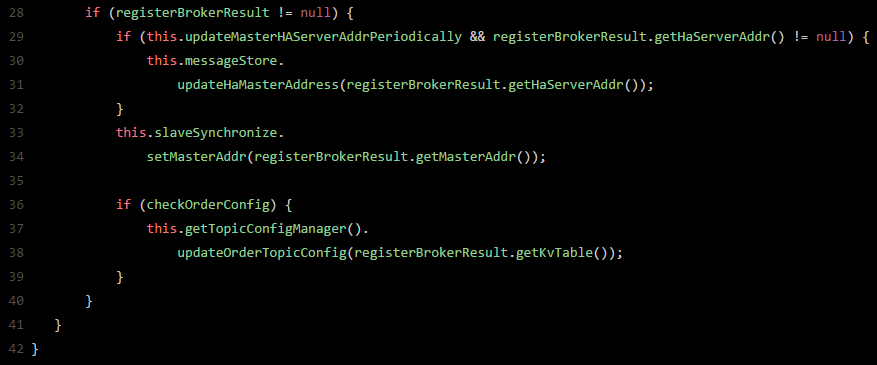 28        if (registerBrokerResult != null) {
29            if (this.updateMasterHAServerAddrPeriodically && registerBrokerResult.getHaServerAddr() != null) {
30                this.messageStore.
31                    updateHaMasterAddress(registerBrokerResult.getHaServerAddr());
32            }
33            this.slaveSynchronize.
34                setMasterAddr(registerBrokerResult.getMasterAddr());
35
36            if (checkOrderConfig) {
37                this.getTopicConfigManager().
38                    updateOrderTopicConfig(registerBrokerResult.getKvTable());
39            }
40        }
41    }
42 }